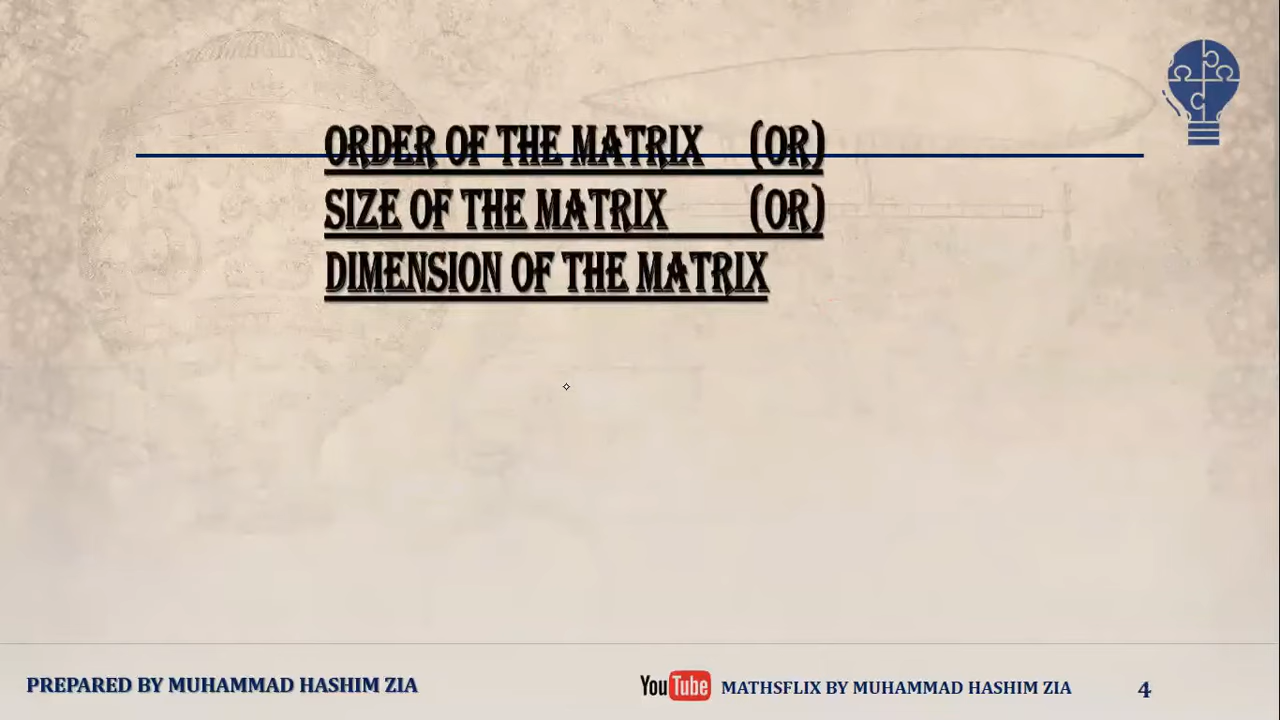 ORDER OF THE MATRIX (OR)
SIZE OF THE MATRIX (OR)
DIMENSION OF THE MATRIX
PREPARED BY MUHAMMAD HASHIM ZIA
YouTube MATHSFLIX BY MUHAMMAD HASHIM ZIA 4